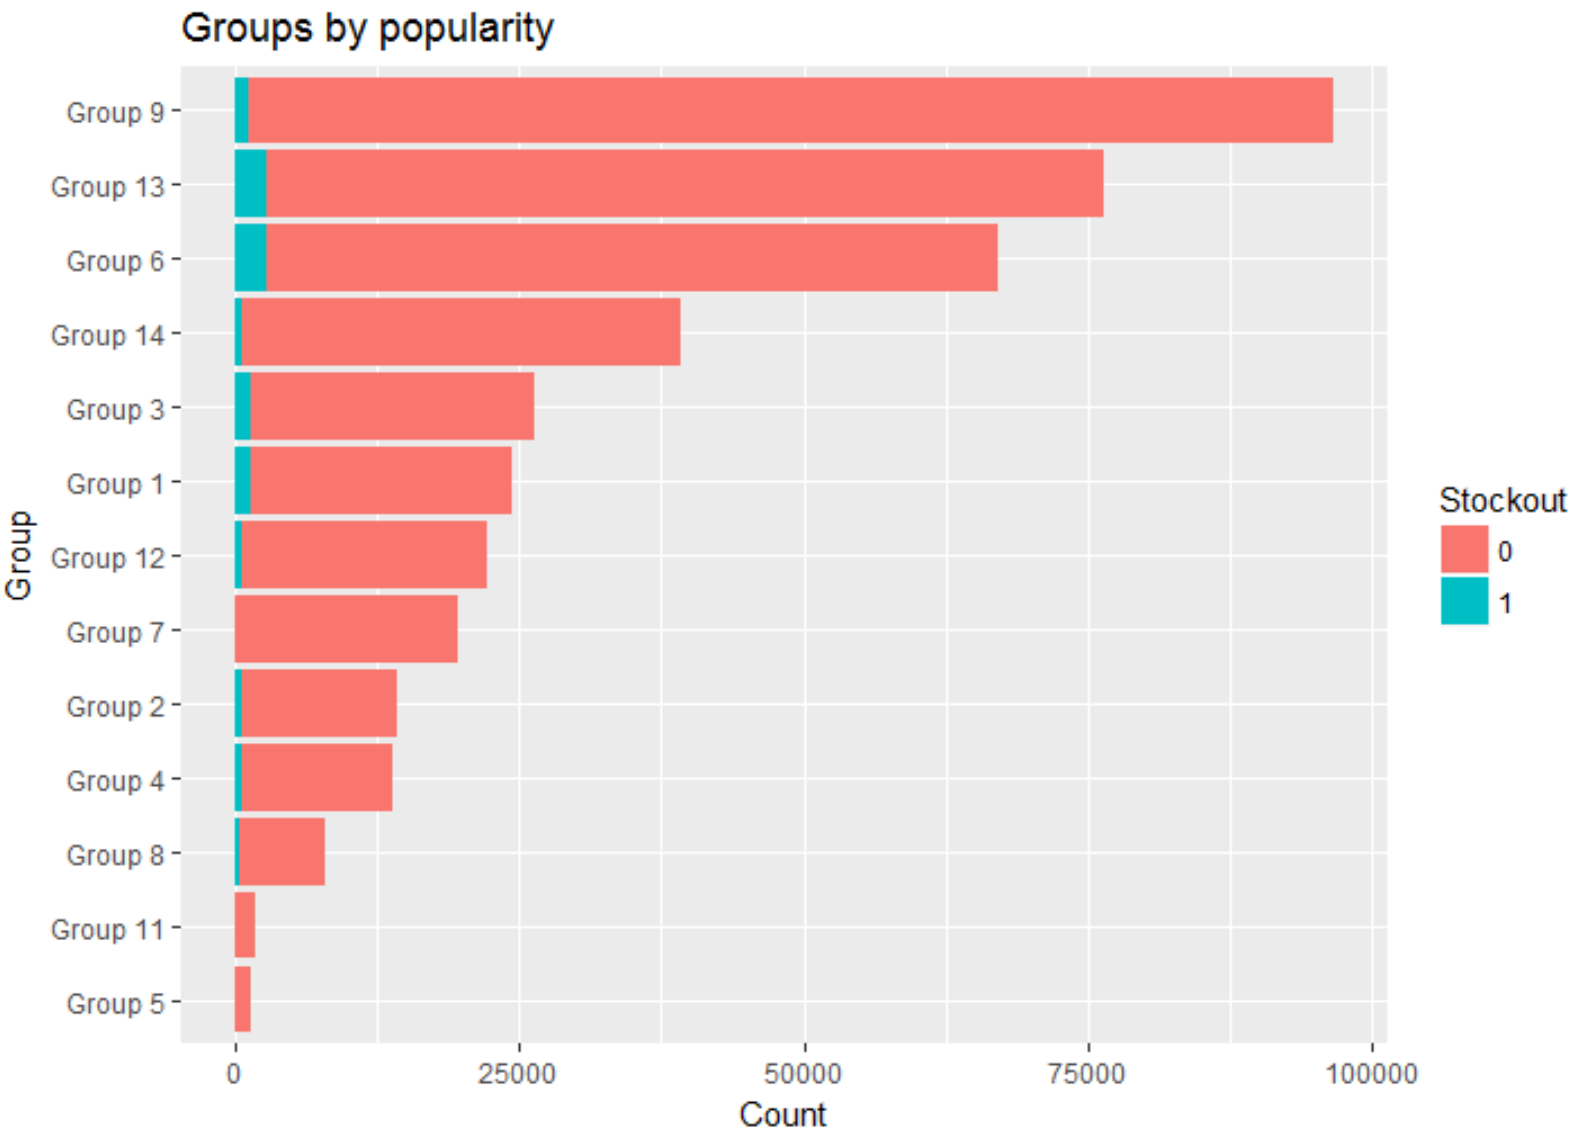 Groups by popularity
Group 9
Group 13
Group 6
Group 14
Group 3
Group 1
Group 12
Group 7
Group 2
Group 4
Group 8
Group 11
Group 5
Group
0
25000
50000
75000
100000
Count
Stockout
0
1